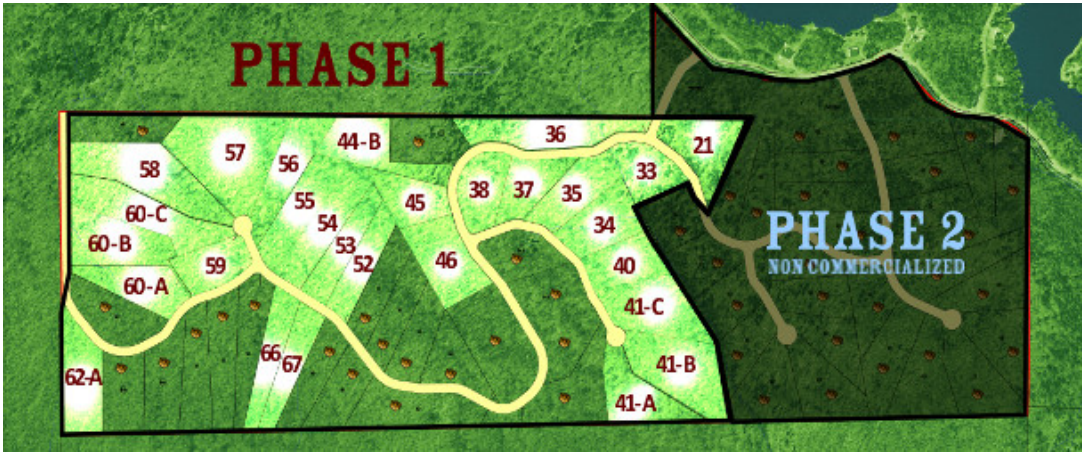 PHASE 1
36
21
44-B
57
56
58
33
38
37
35
55
45
60-C
54
34
60-B
53
59
52
46
40
60-A
41-C
66
67
41-B
62-A
41-A
PHASE 2
NON COMMERCIALIZED